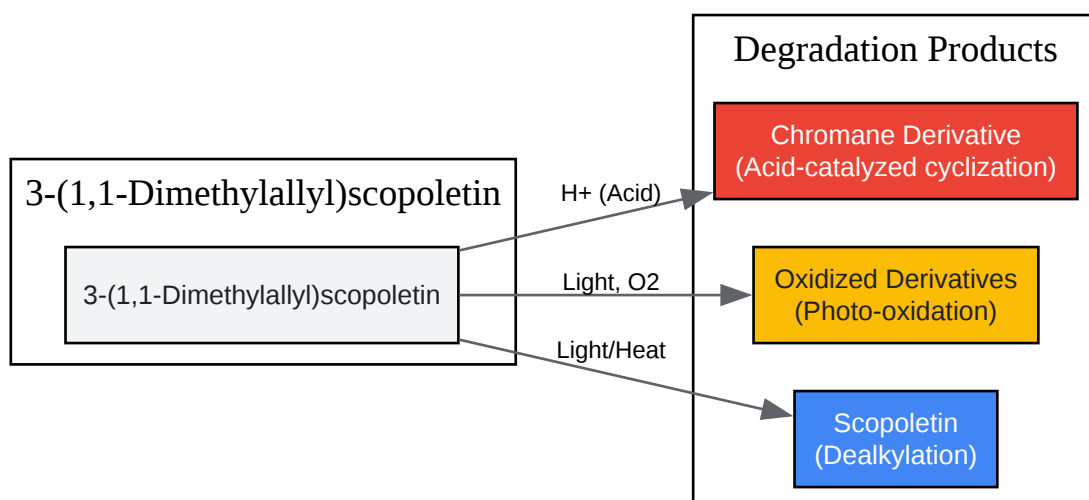 Degradation Products
Chromane Derivative
(Acid-catalyzed cyclization)
3-(1,1-Dimethylallyl)scopoletin
H+ (Acid)
3-(1,1-Dimethylallyl)scopoletin
Light, O2
Oxidized Derivatives
(Photo-oxidation)
Light/Heat
Scopoletin
(Dealkylation)